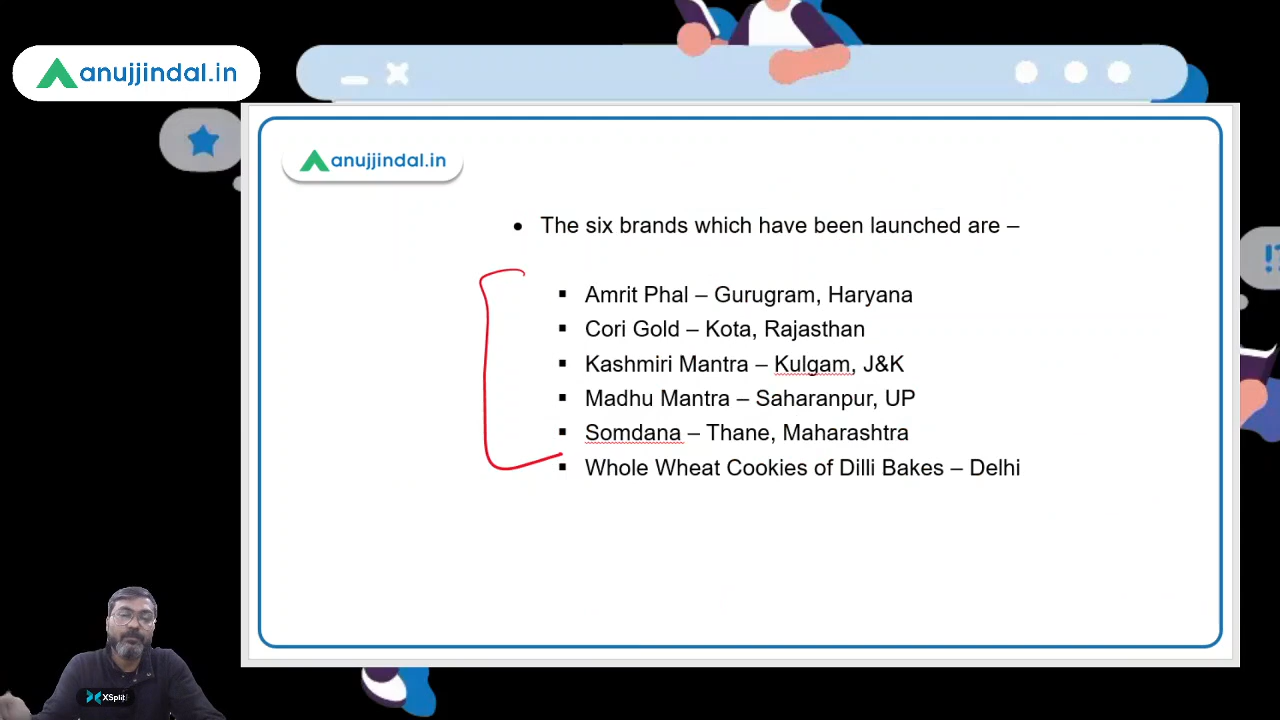 anujjindal.in
anujjindal.in
• The six brands which have been launched are –
▪ Amrit Phal – Gurugram, Haryana
▪ Cori Gold – Kota, Rajasthan
▪ Kashmiri Mantra – Kulgam, J&K
▪ Madhu Mantra – Saharanpur, UP
▪ Somdana – Thane, Maharashtra
▪ Whole Wheat Cookies of Dilli Bakes – Delhi
XSplit